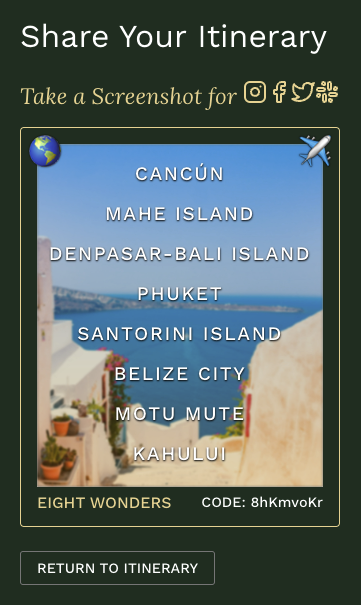 Share Your Itinerary
Take a Screenshot for
CANCÚN
MAHE ISLAND
DENPASAR-BALI ISLAND
PHUKET
SANTORINI ISLAND
BELIZE CITY
MOTU MUTE
KAHULUI
EIGHT WONDERS CODE: 8hKmvoKr
RETURN TO ITINERARY